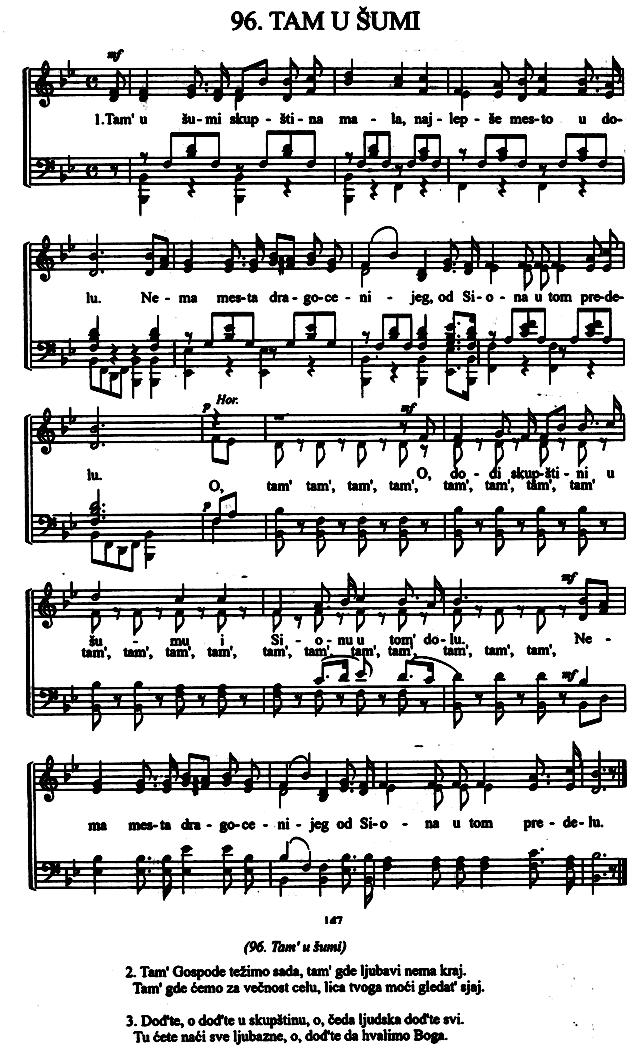 96. TAM U ŠUMI
mf
1.Tam' u šu-mi skup-šti-na ma-la, naj-lep-še mes-to u do-
lu. Ne-ma mes-ta dra-go-ce-ni-jeg, od Si-o-na u tom pre-de-
p Hor. mf
lu. O, do-đi skup-šti-ni u
O, tam' tam', tam', tam', tam', tam', tam', tam'
p
mf
šu-mu i Si-o-nu u tom' do-lu. Ne-
tam', tam', tam', tam', tam', tam', tam', tam', tam', tam', tam',
mf
ma mes-ta dra-go-ce-ni-jeg od Si-o-na u tom pre-de-lu.
147
(96. Tam' u šumi)
2. Tam' Gospode težimo sada, tam' gde ljubavi nema kraj.
Tam' gde ćemo za večnost celu, lica tvoga moći gledat' sjaj.
3. Dođ'te, o dođ'te u skupštinu, o, čeda ljudska dođ'te svi.
Tu ćete naći sve ljubazne, o, dođ'te da hvalimo Boga.